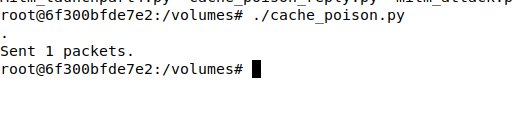 root@6f300bfde7e2:/volumes# ./cache_poison.py
.
Sent 1 packets.
root@6f300bfde7e2:/volumes#